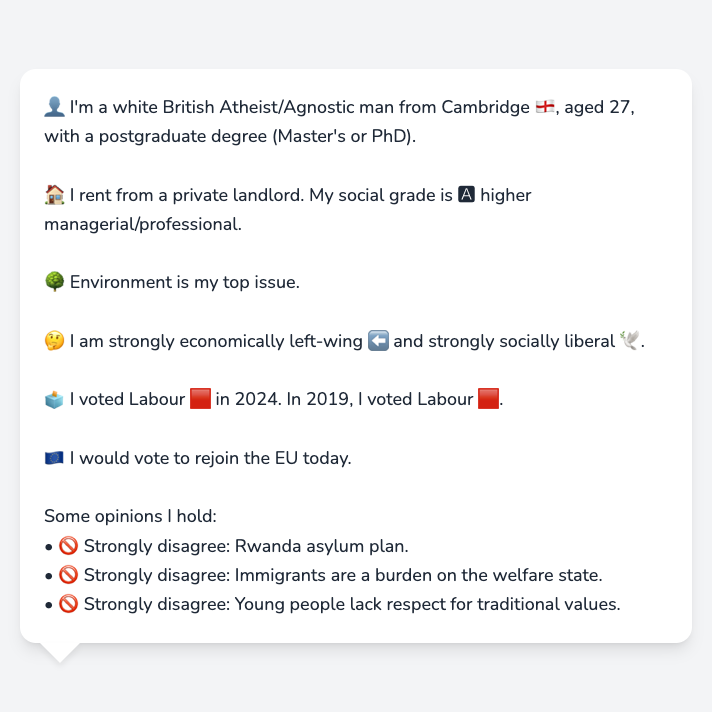 👤 I'm a white British Atheist/Agnostic man from Cambridge 🏴󠁧󠁢󠁥󠁮󠁧󠁿, aged 27,
with a postgraduate degree (Master's or PhD).
🏠 I rent from a private landlord. My social grade is 🅰 higher
managerial/professional.
🌳 Environment is my top issue.
🤔 I am strongly economically left-wing ⬅️ and strongly socially liberal 🕊️.
🗳️ I voted Labour 🟥 in 2024. In 2019, I voted Labour 🟥.
🇪🇺 I would vote to rejoin the EU today.
Some opinions I hold:
• 🚫 Strongly disagree: Rwanda asylum plan.
• 🚫 Strongly disagree: Immigrants are a burden on the welfare state.
• 🚫 Strongly disagree: Young people lack respect for traditional values.